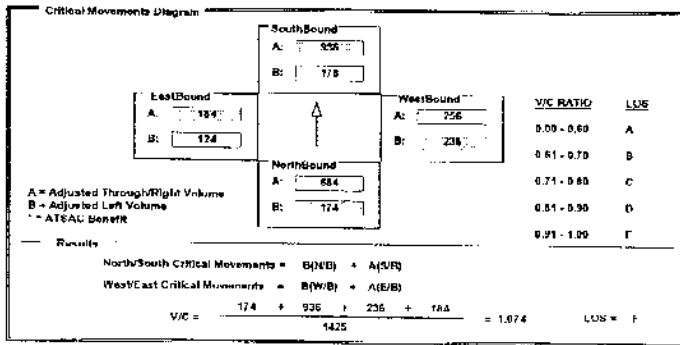 Critical Movements Diagram
SouthBound
A: 936
B: 178
EastBound
A: 184
B: 124
WestBound
A: 256
B: 236
NorthBound
A: 684
B: 174
V/C RATIO LOS
0.00 - 0.60 A
0.61 - 0.70 B
0.71 - 0.80 C
0.81 - 0.90 D
0.91 - 1.00 E
A = Adjusted Through/Right Volume
B = Adjusted Left Volume
* = ATSAC Benefit
Results
North/South Critical Movements = B(N/B) + A(S/B)
West/East Critical Movements = B(W/B) + A(E/B)
174 + 936 + 236 + 184
V/C = = 1.074 LOS = F
1425